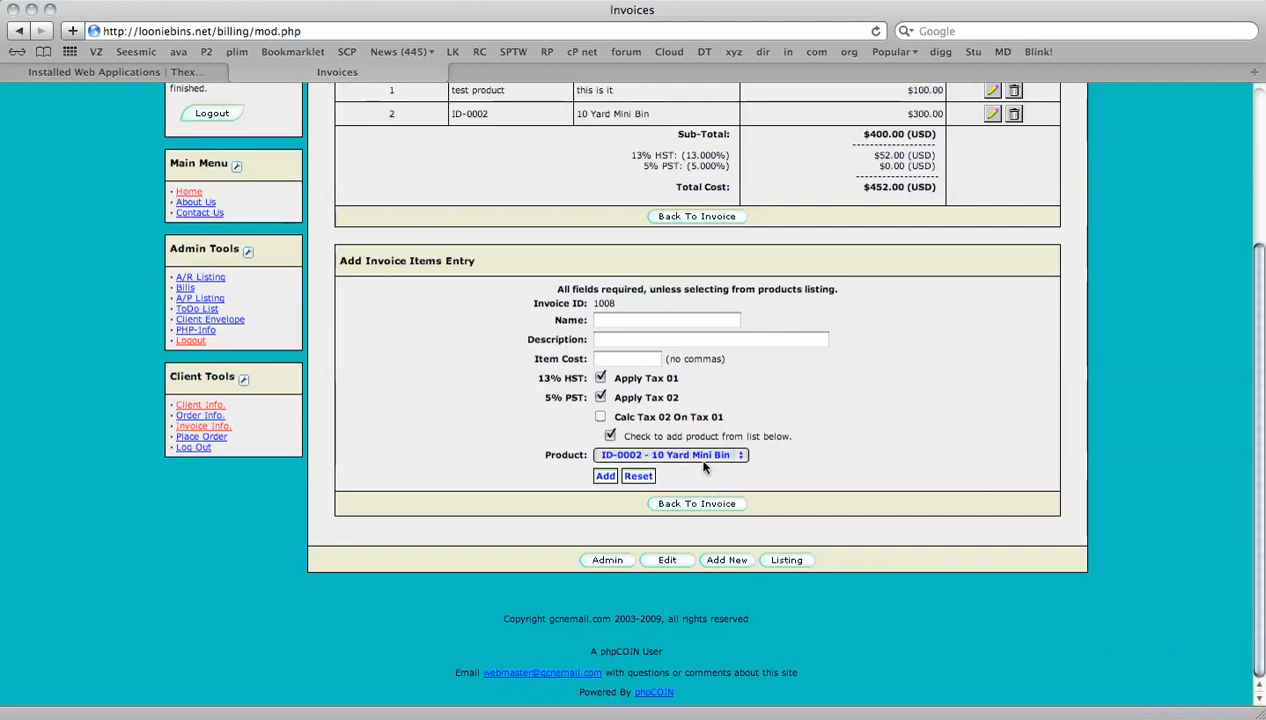 Invoices
http://looniebins.net/billing/mod.php
Google
VZ Seesmic ava P2 plim Bookmarklet SCP News (445) LK RC SPTW RP cP net forum Cloud DT xyz dir in com org Popular digg Stu MD Blink!
Installed Web Applications | Thex...
Invoices
finished.
Logout
Main Menu
Home
About Us
Contact Us
Admin Tools
A/R Listing
Bills
A/P Listing
ToDo List
Client Envelope
PHP-Info
Logout
Client Tools
Client Info.
Order Info.
Invoice Info.
Place Order
Log Out
1 test product this is it $100.00
2 ID-0002 10 Yard Mini Bin $300.00
Sub-Total: $400.00 (USD)
13% HST: (13.000%) $52.00 (USD)
5% PST: (5.000%) $0.00 (USD)
Total Cost: $452.00 (USD)
Back To Invoice
Add Invoice Items Entry
All fields required, unless selecting from products listing.
Invoice ID: 1008
Name:
Description:
Item Cost: (no commas)
13% HST: Apply Tax 01
5% PST: Apply Tax 02
Calc Tax 02 On Tax 01
Check to add product from list below.
Product: ID-0002 - 10 Yard Mini Bin
Add Reset
Back To Invoice
Admin Edit Add New Listing
Copyright gcnemail.com 2003-2009, all rights reserved
A phpCOIN User
Email webmaster@gcnemail.com with questions or comments about this site
Powered By phpCOIN